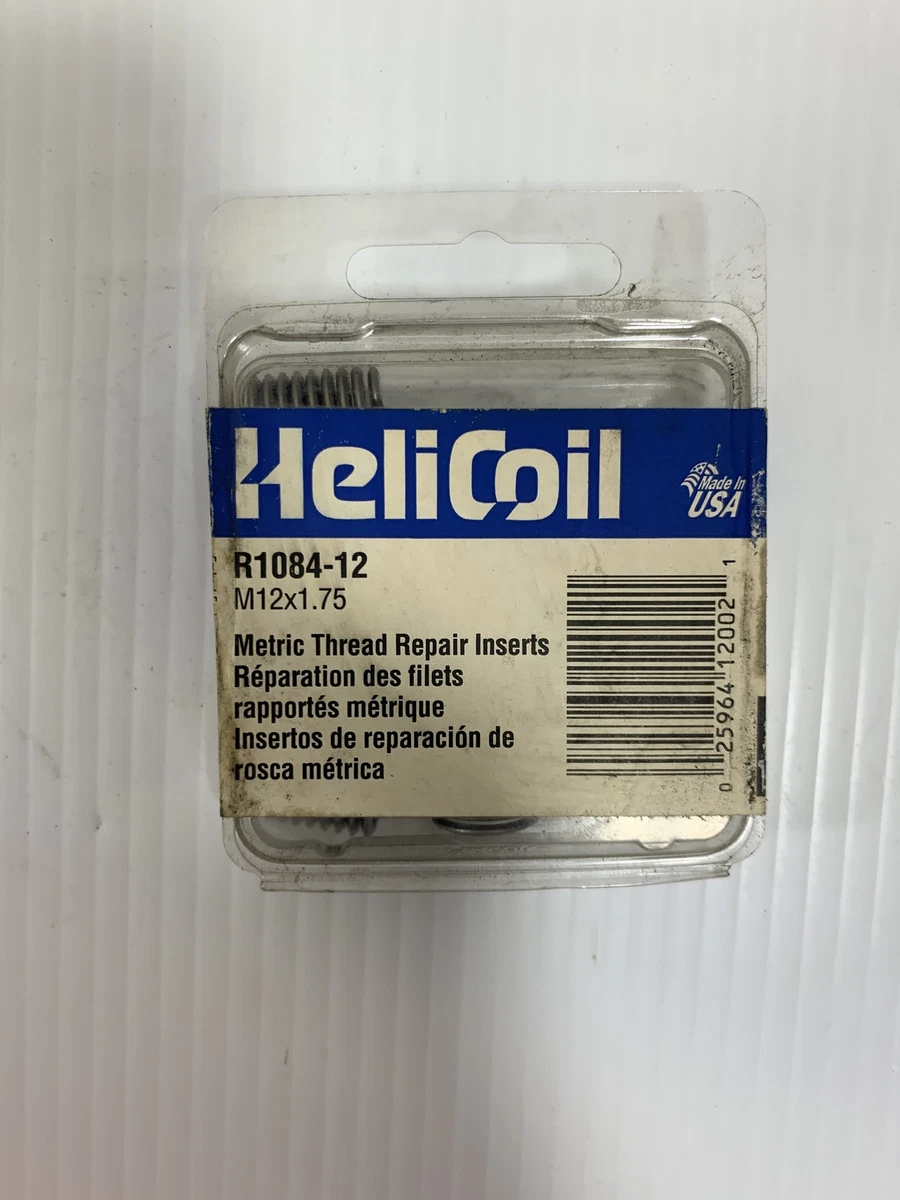 HeliCoil
Made In
USA
R1084-12
M12x1.75
Metric Thread Repair Inserts
Réparation des filets
rapportés métrique
Insertos de reparación de
rosca métrica
0 25964 12002 1